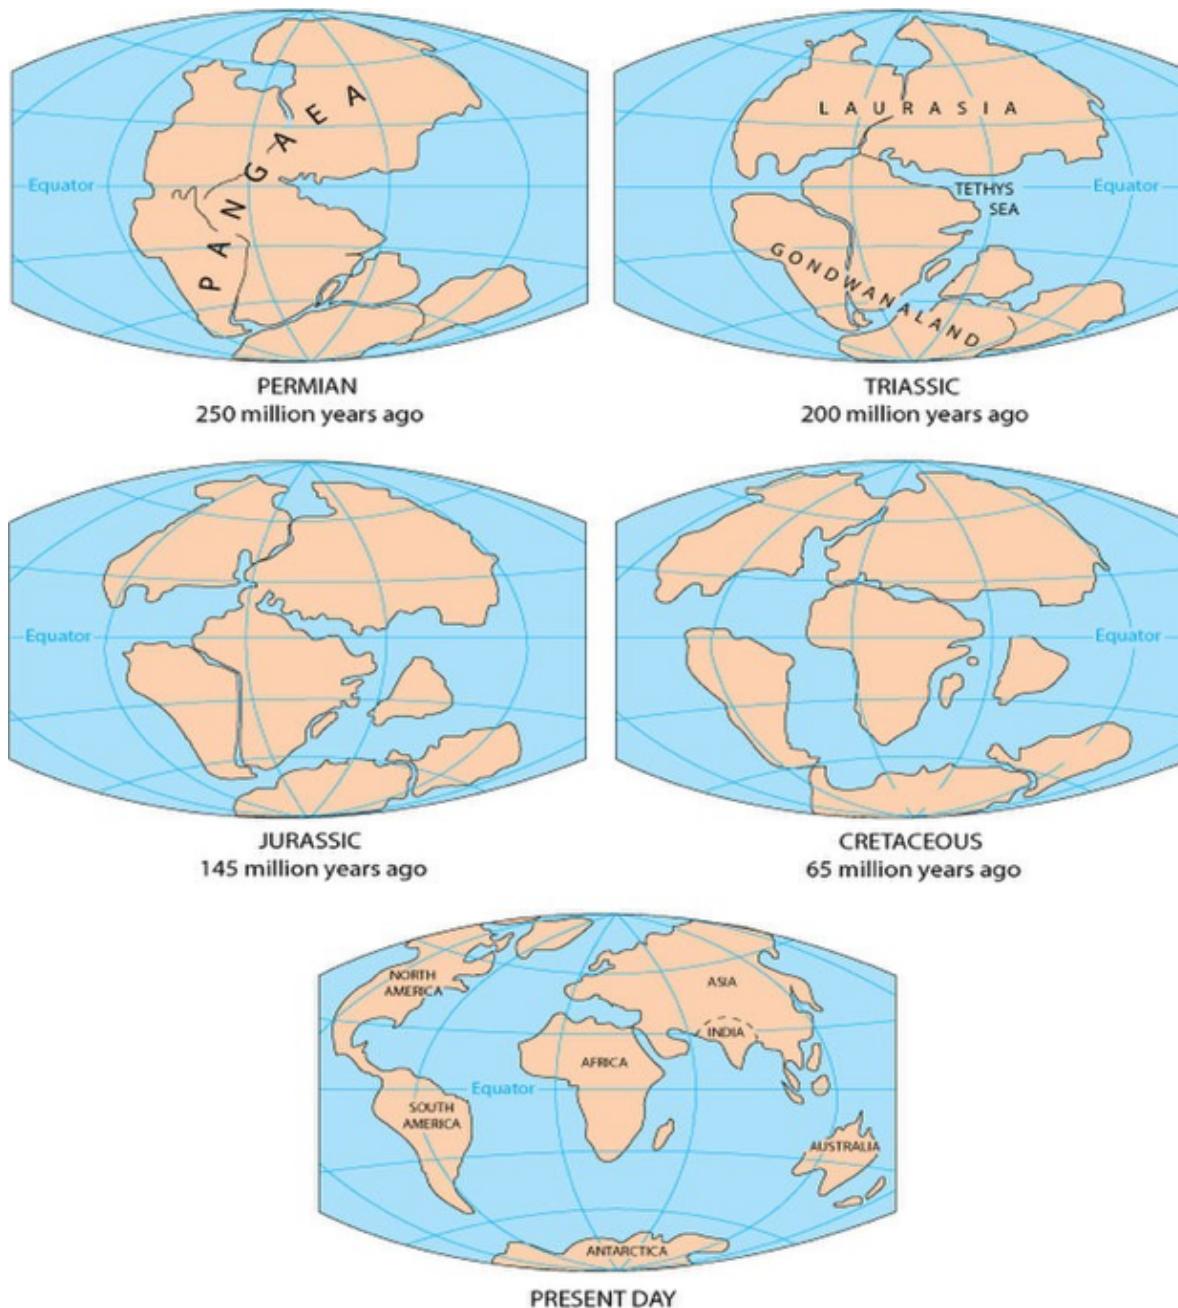 PANGAEA
Equator
PERMIAN
250 million years ago
LAURASIA
TETHYS
SEA
Equator
GONDWANALAND
TRIASSIC
200 million years ago
Equator
JURASSIC
145 million years ago
Equator
CRETACEOUS
65 million years ago
NORTH
AMERICA
ASIA
INDIA
AFRICA
Equator
SOUTH
AMERICA
AUSTRALIA
ANTARCTICA
PRESENT DAY